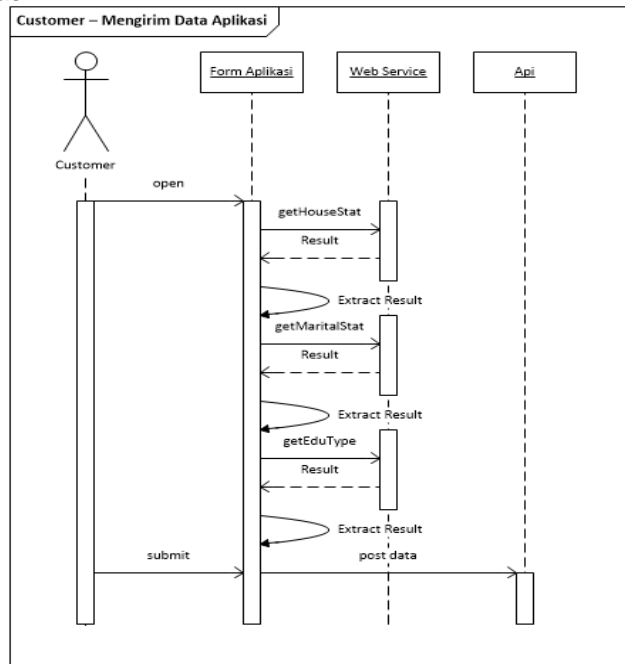 Customer – Mengirim Data Aplikasi
Form Aplikasi
Web Service
Api
Customer
open
getHouseStat
Result
Extract Result
getMaritalStat
Result
Extract Result
getEduType
Result
Extract Result
submit
post data